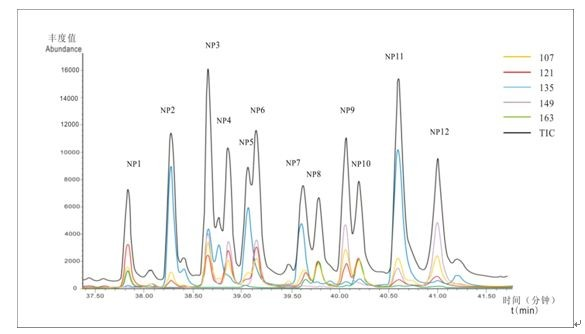 丰度值
Abundance
16000
14000
12000
10000
8000
6000
4000
2000
0
NP1
NP2
NP3
NP4
NP5
NP6
NP7
NP8
NP9
NP10
NP11
NP12
107
121
135
149
163
TIC
37.50 38.00 38.50 39.00 39.50 40.00 40.50 41.00 41.50
时间（分钟）
t(min)